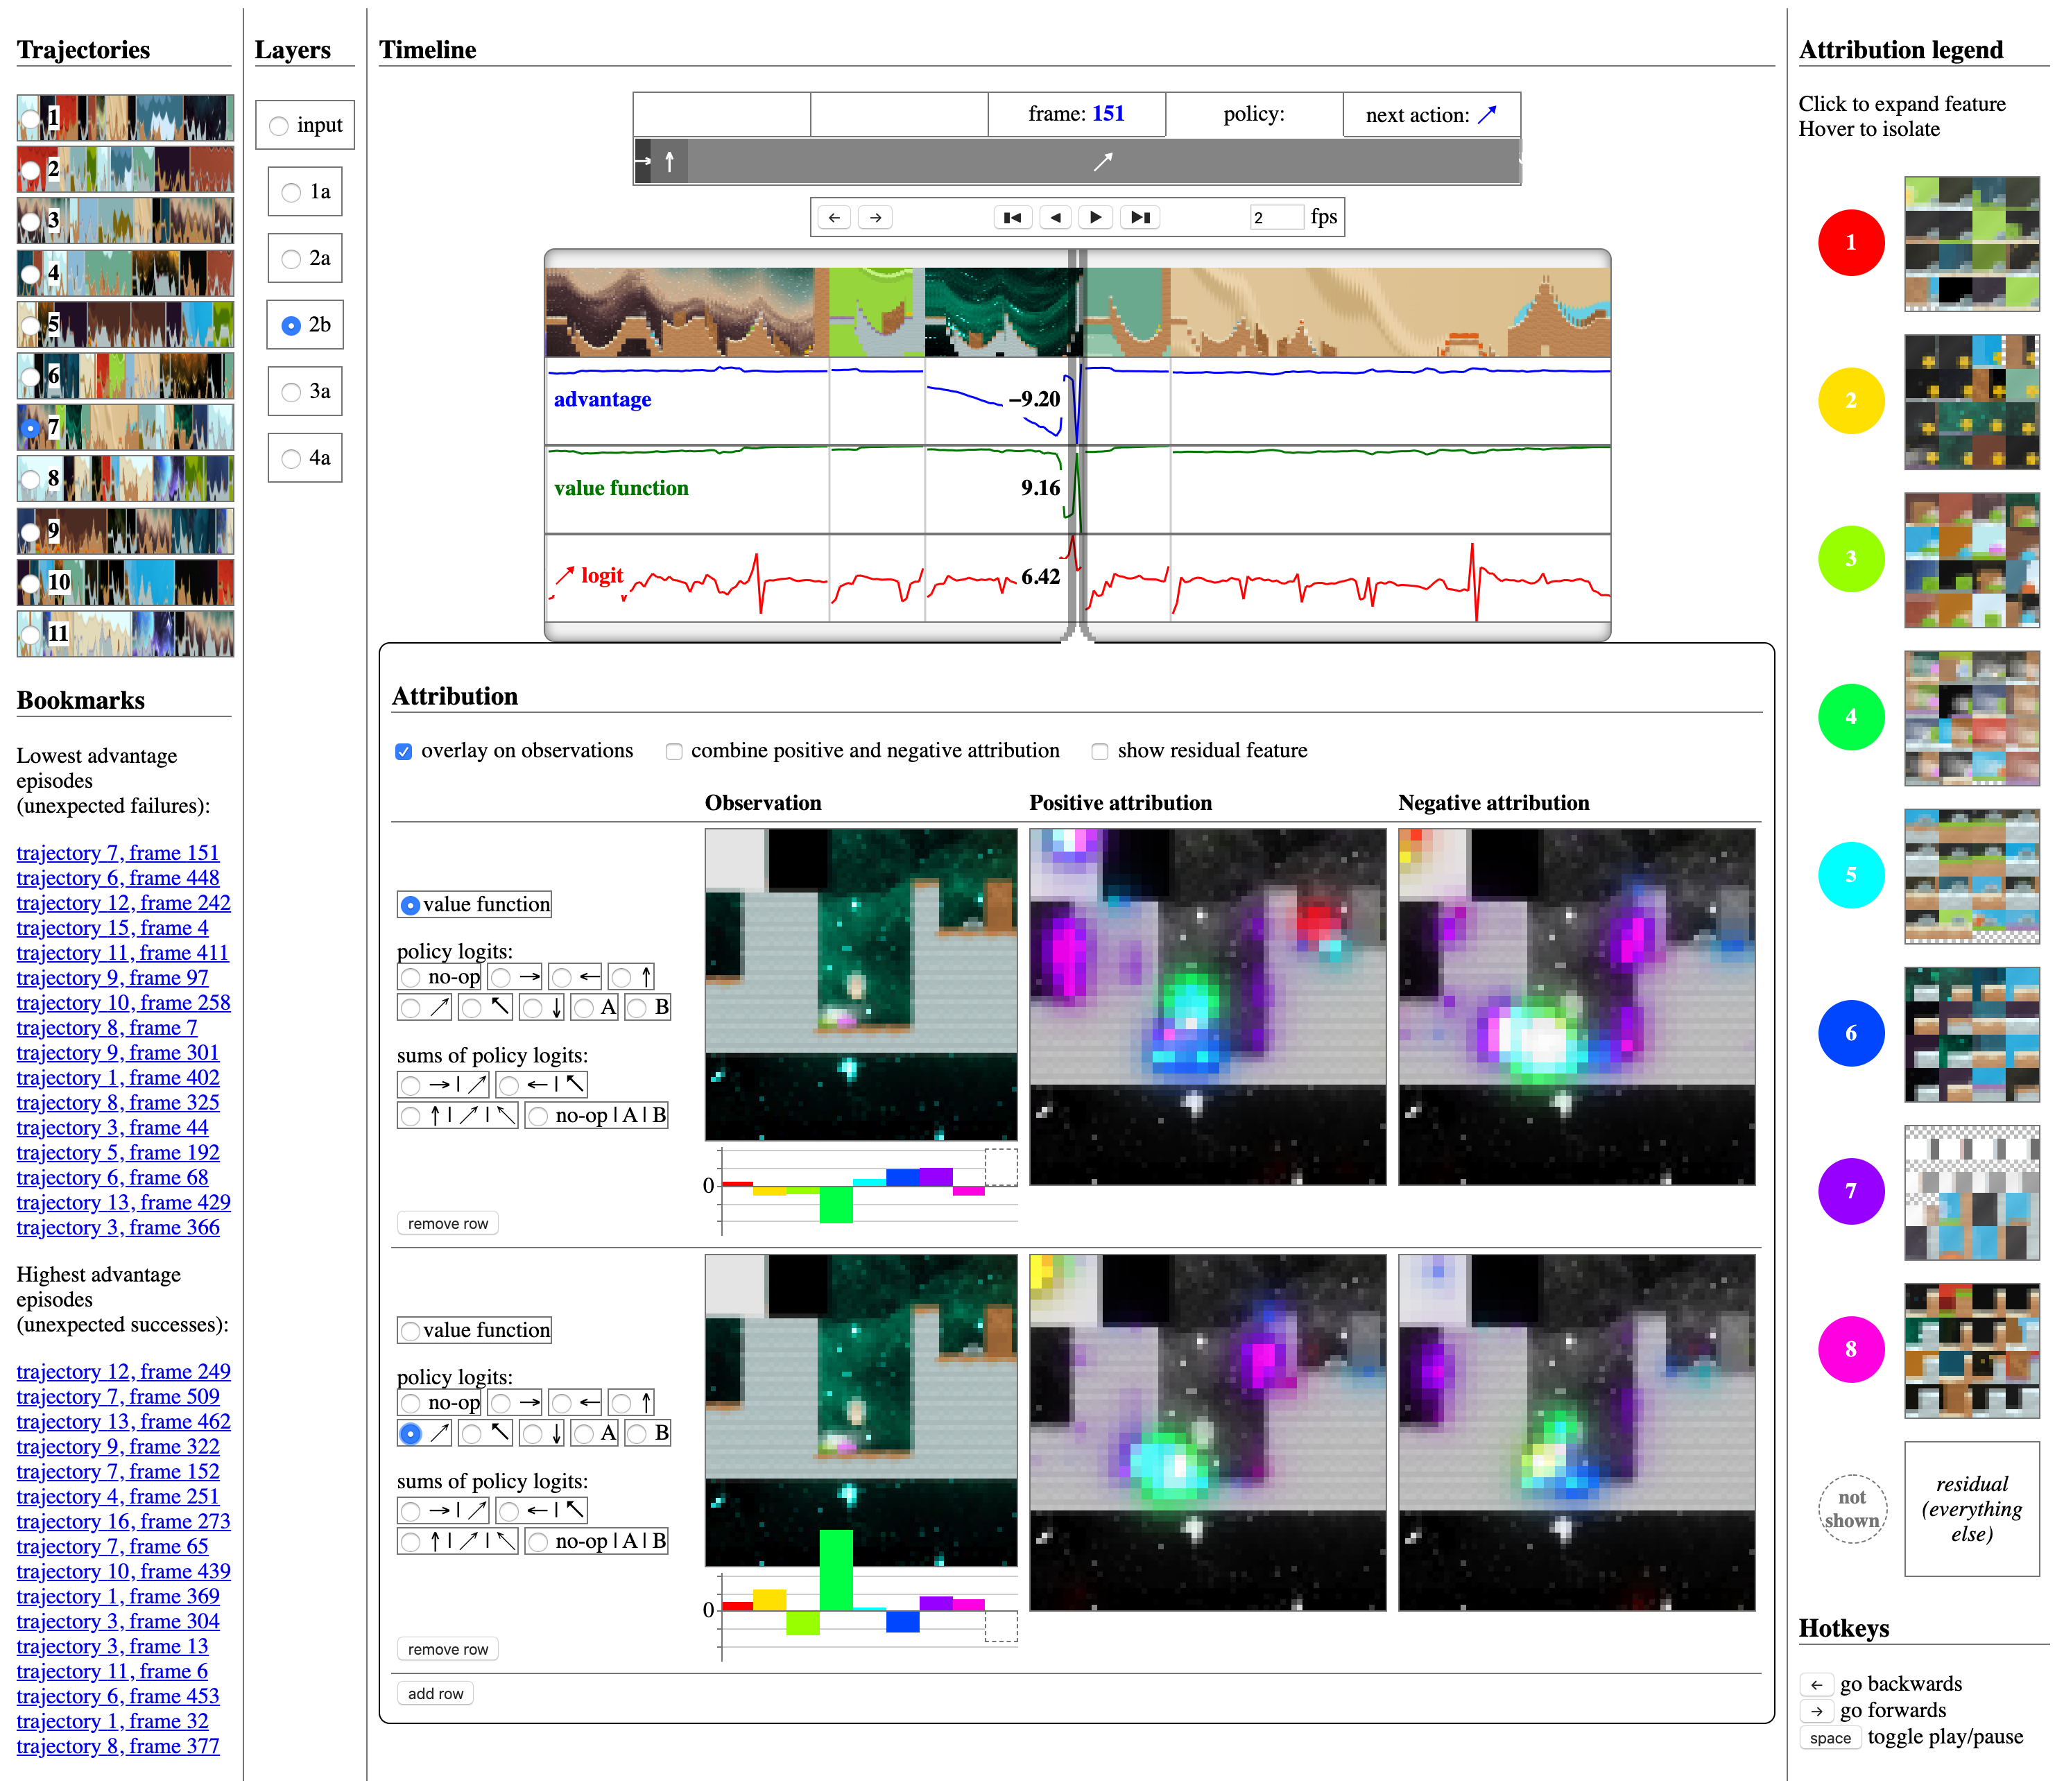 Trajectories
1
2
3
4
5
6
7
8
9
10
11
Bookmarks
Lowest advantage
episodes
(unexpected failures):
trajectory 7, frame 151
trajectory 6, frame 448
trajectory 12, frame 242
trajectory 15, frame 4
trajectory 11, frame 411
trajectory 9, frame 97
trajectory 10, frame 258
trajectory 8, frame 7
trajectory 9, frame 301
trajectory 1, frame 402
trajectory 8, frame 325
trajectory 3, frame 44
trajectory 5, frame 192
trajectory 6, frame 68
trajectory 13, frame 429
trajectory 3, frame 366
Highest advantage
episodes
(unexpected successes):
trajectory 12, frame 249
trajectory 7, frame 509
trajectory 13, frame 462
trajectory 9, frame 322
trajectory 7, frame 152
trajectory 4, frame 251
trajectory 16, frame 273
trajectory 7, frame 65
trajectory 10, frame 439
trajectory 1, frame 369
trajectory 3, frame 304
trajectory 3, frame 13
trajectory 11, frame 6
trajectory 6, frame 453
trajectory 1, frame 32
trajectory 8, frame 377
Layers
input
1a
2a
2b
3a
4a
Timeline
frame: 151 policy: next action: ↗
→ ↑ ↗
← → 2 fps
advantage −9.20
value function 9.16
↗ logit 6.42
Attribution
overlay on observations combine positive and negative attribution show residual feature
Observation Positive attribution Negative attribution
value function
policy logits:
no-op → ← ↑
↗ ↖ ↓ A B
sums of policy logits:
→ | ↗ ← | ↖
↑ | ↗ | ↖ no-op | A | B
0
remove row
value function
policy logits:
no-op → ← ↑
↗ ↖ ↓ A B
sums of policy logits:
→ | ↗ ← | ↖
↑ | ↗ | ↖ no-op | A | B
0
remove row
add row
Attribution legend
Click to expand feature
Hover to isolate
1
2
3
4
5
6
7
8
not
shown
residual
(everything
else)
Hotkeys
← go backwards
→ go forwards
space toggle play/pause